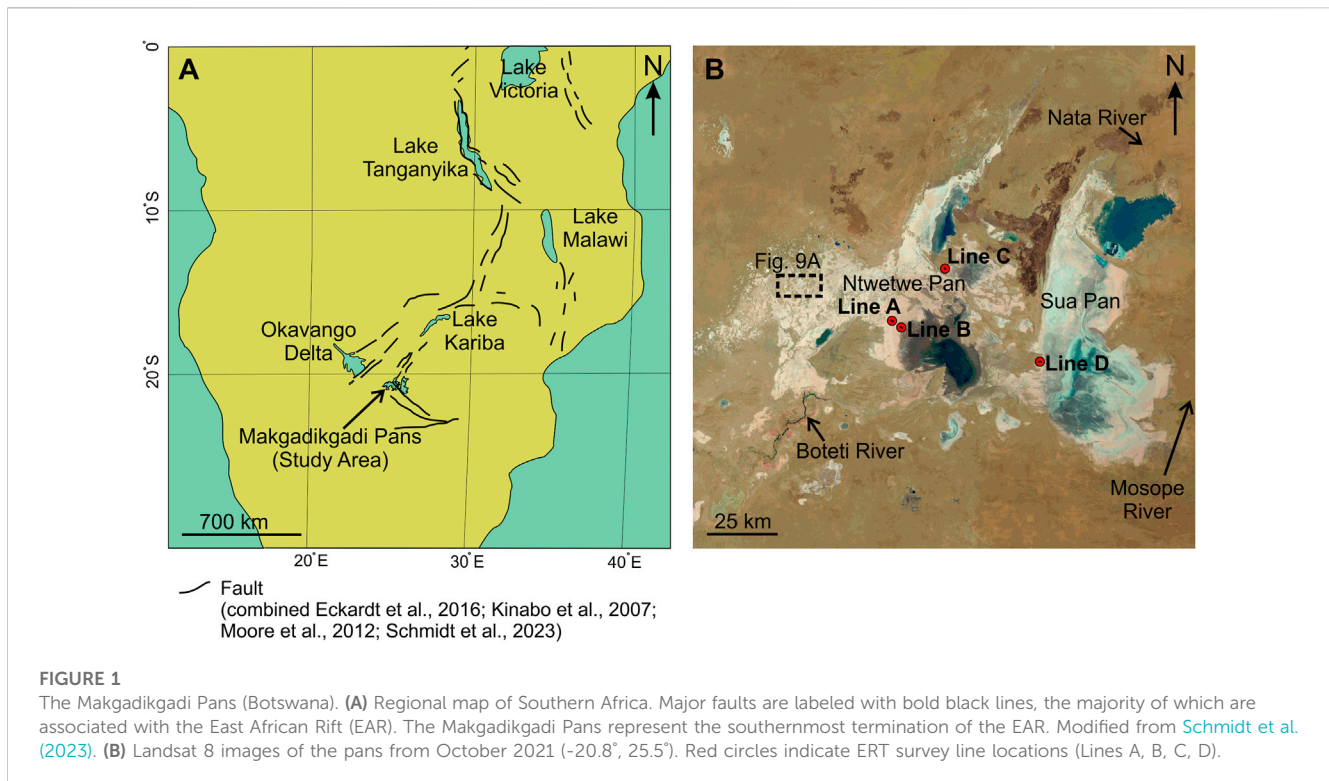 A
0°
Lake
Victoria
N
Lake
Tanganyika
10°S
Lake
Malawi
Okavango
Delta
Lake
Kariba
20°S
Makgadikgadi Pans
(Study Area)
700 km
20°E
30°E
40°E
Fault
(combined Eckardt et al., 2016; Kinabo et al., 2007;
Moore et al., 2012; Schmidt et al., 2023)
B
N
Nata River
Fig. 9A
Line C
Ntwetwe Pan
Line A
Sua Pan
Line B
Line D
Boteti River
Mosope
River
25 km
FIGURE 1
The Makgadikgadi Pans (Botswana). (A) Regional map of Southern Africa. Major faults are labeled with bold black lines, the majority of which are
associated with the East African Rift (EAR). The Makgadikgadi Pans represent the southernmost termination of the EAR. Modified from Schmidt et al.
(2023). (B) Landsat 8 images of the pans from October 2021 (-20.8°, 25.5°). Red circles indicate ERT survey line locations (Lines A, B, C, D).